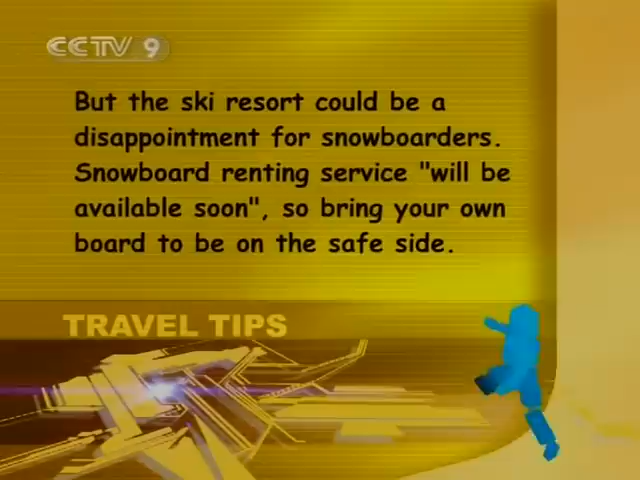 CCTV 9
But the ski resort could be a
disappointment for snowboarders.
Snowboard renting service "will be
available soon", so bring your own
board to be on the safe side.
TRAVEL TIPS